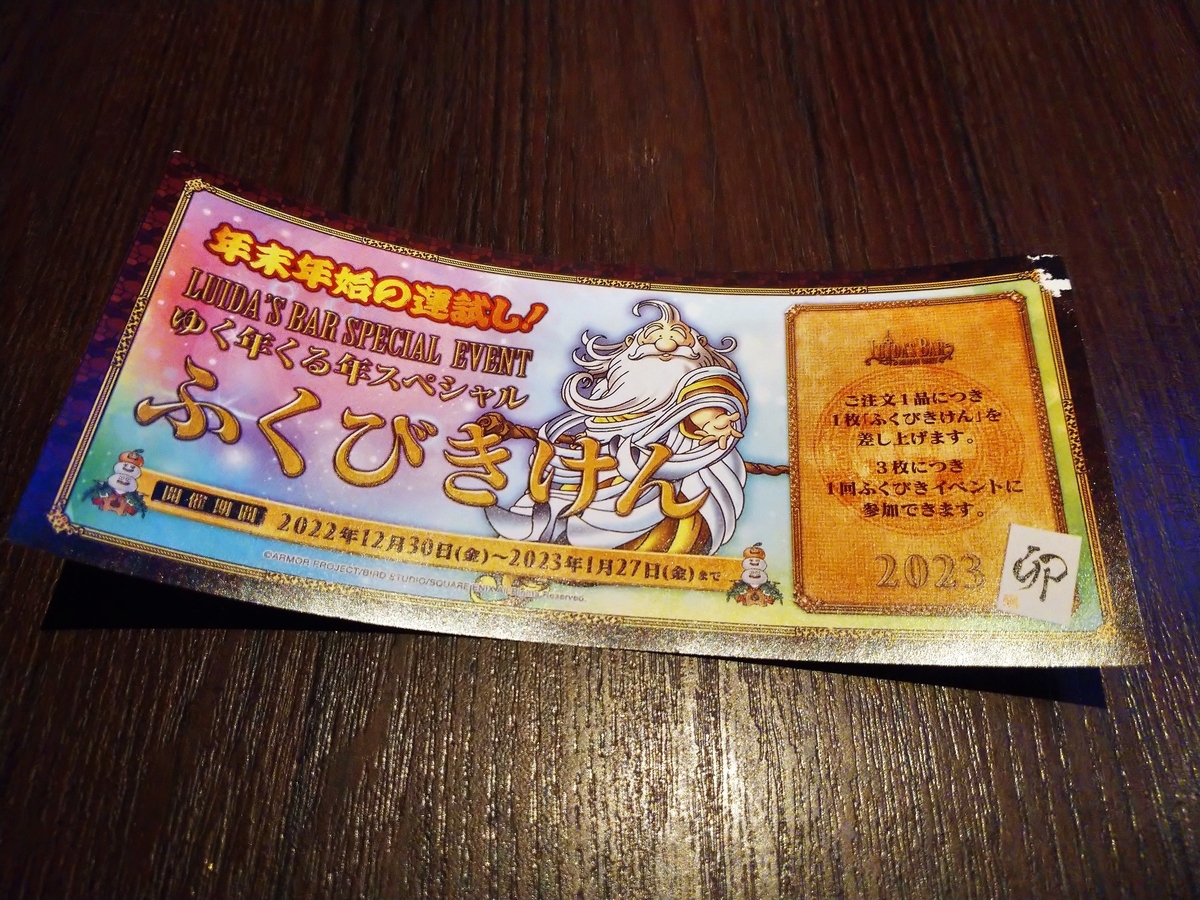 年末年始の運試し!
LUIDA'S BAR SPECIAL EVENT
ゆく年くる年スペシャル
ふくびきけん
開催期間
2022年12月30日(金)〜2023年1月27日(金)まで
©ARMOR PROJECT/BIRD STUDIO/SQUARE ENIX All Rights Reserved.
LUIDA'S BAR
ご注文1品につき
1枚「ふくびきけん」を
差し上げます。
3枚につき
1回ふくびきイベントに
参加できます。
2023
卯